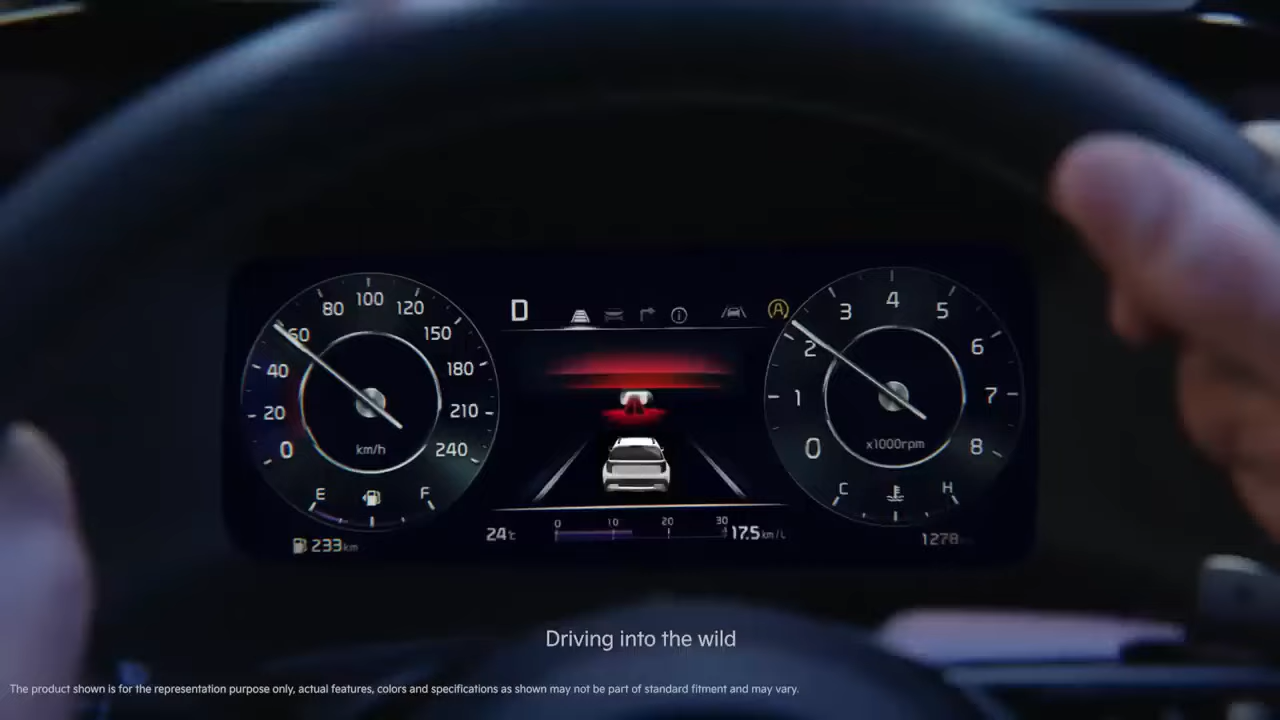 80 100 120
60 150
40 180
20 210
0 km/h 240
E F
233km
D
A
24°c
0 10 20 30
17.5km/L
3 4 5
2 6
1 7
0 x1000rpm 8
C H
1278
Driving into the wild
The product shown is for the representation purpose only, actual features, colors and specifications as shown may not be part of standard fitment and may vary.